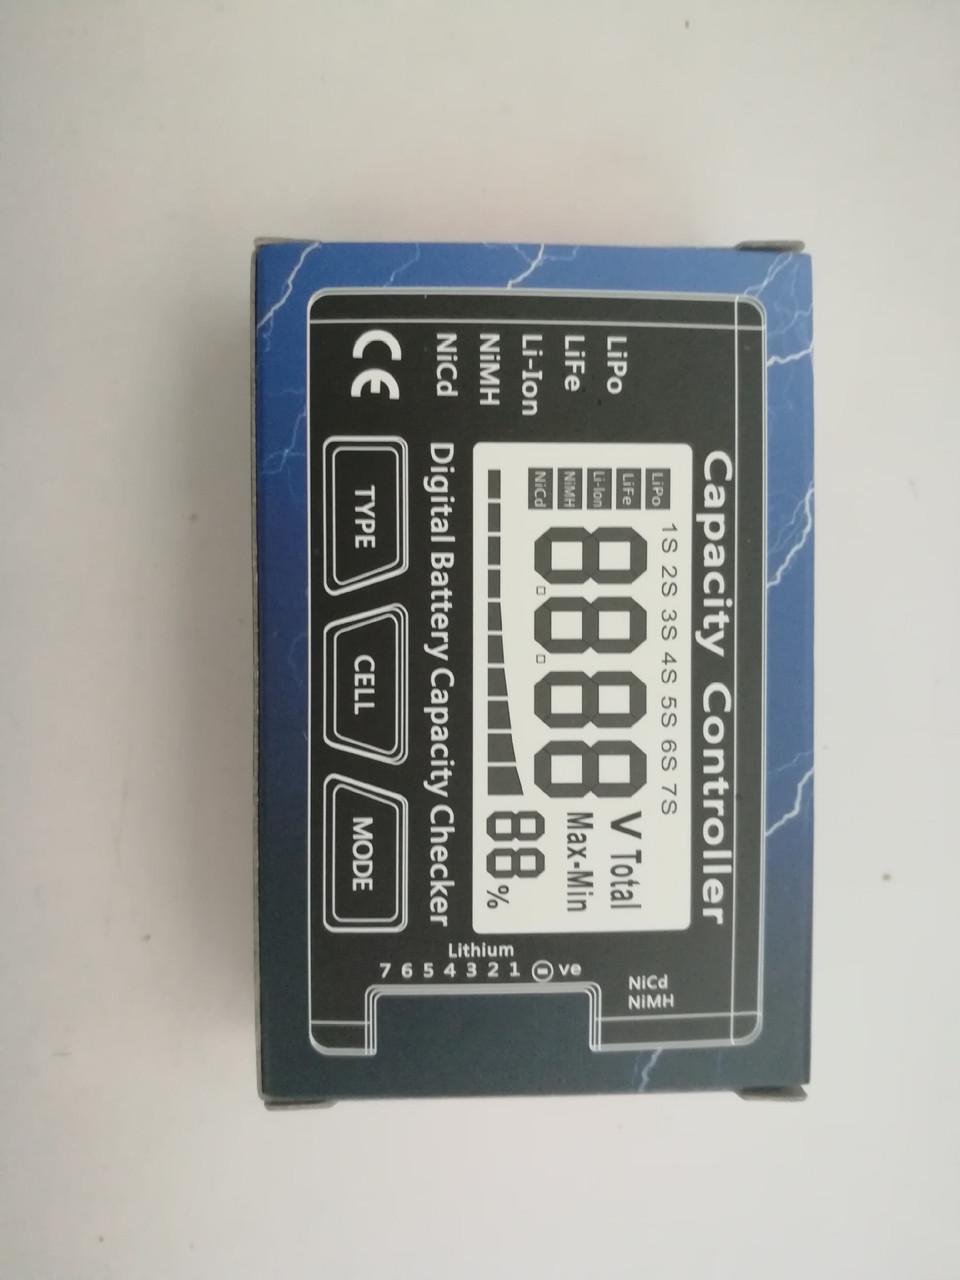 Capacity Controller
LiPo
LiFe
Li-Ion
NiMH
NiCd
CE
LiPo
LiFe
Li-Ion
NiMH
NiCd
1S 2S 3S 4S 5S 6S 7S
8.8.88 V Total
Max-Min
88 %
Digital Battery Capacity Checker
TYPE
CELL
MODE
NiCd
NiMH
Lithium
7 6 5 4 3 2 1 ⊖ ve